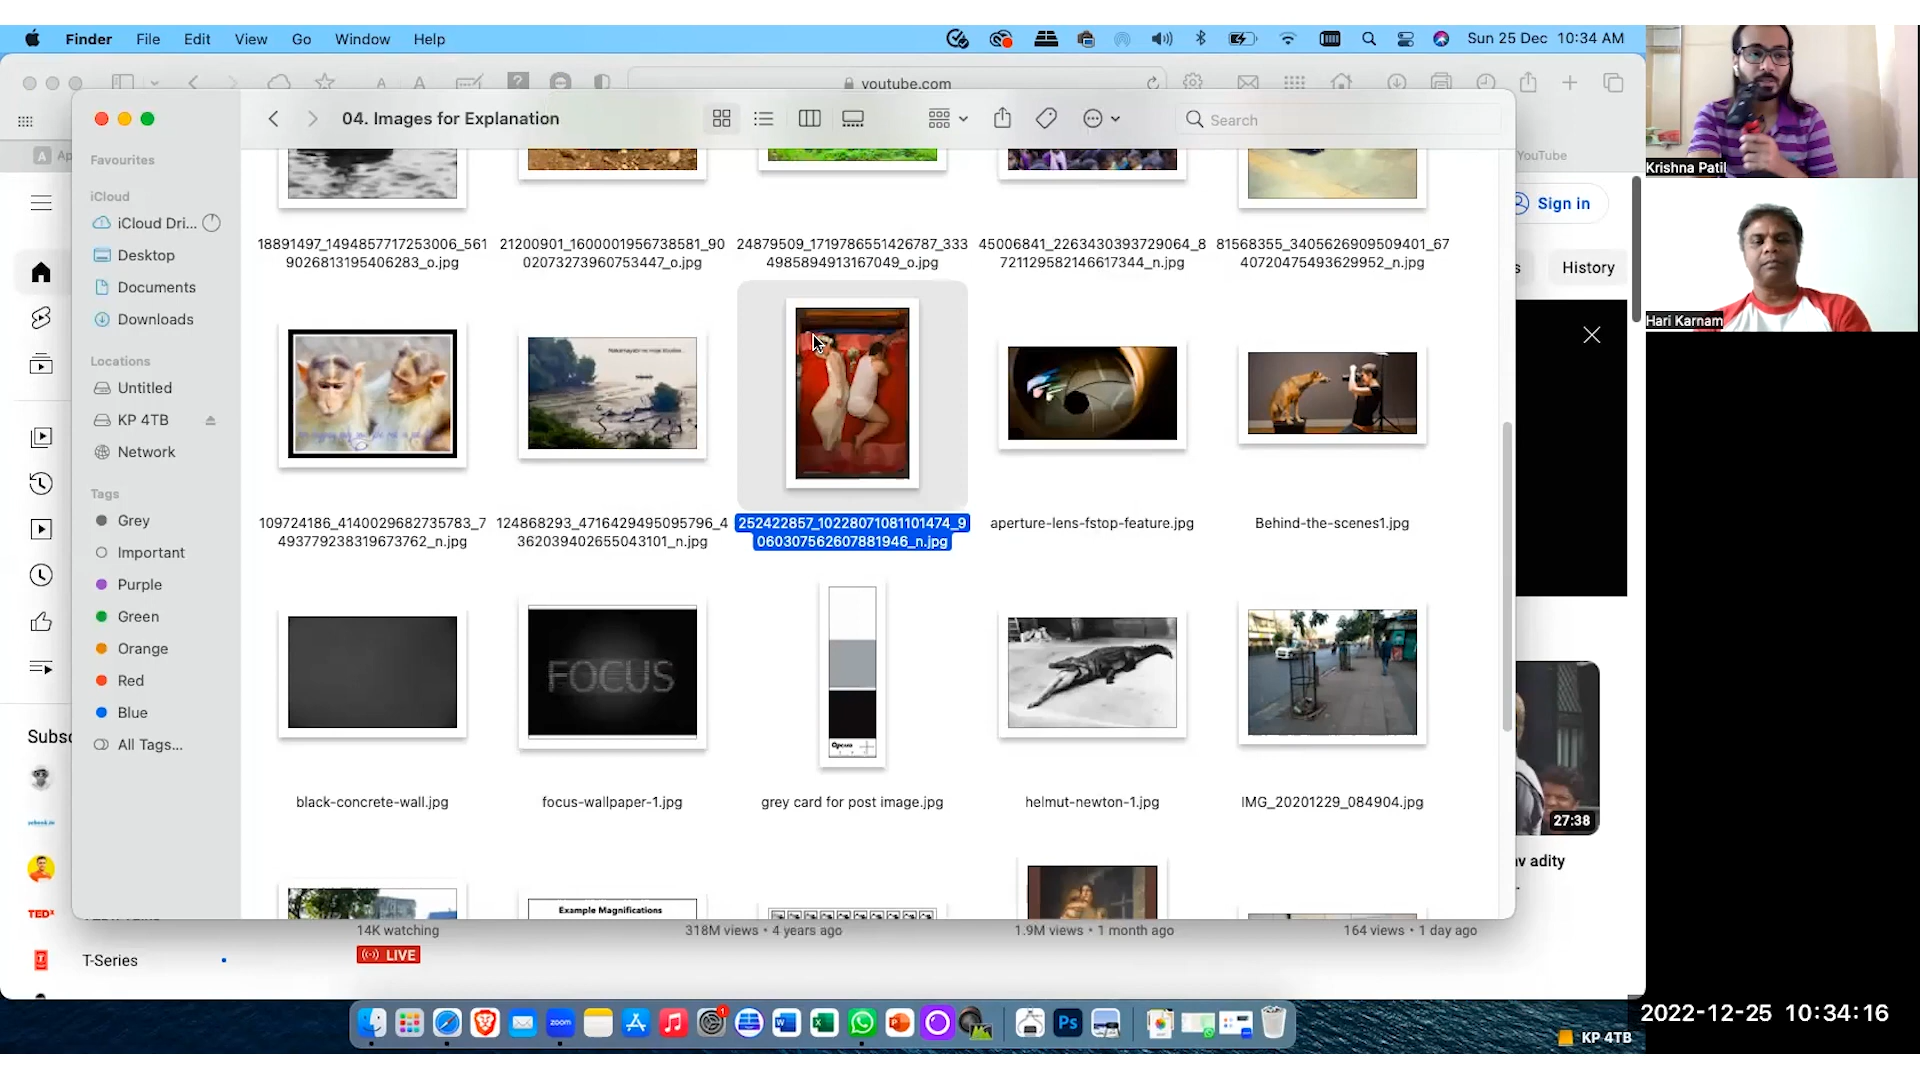 Finder File Edit View Go Window Help
Sun 25 Dec 10:34 AM
youtube.com
04. Images for Explanation
Search
Favourites
iCloud
iCloud Dri...
Desktop
Documents
Downloads
Locations
Untitled
KP 4TB
Network
Tags
Grey
Important
Purple
Green
Orange
Red
Blue
All Tags...
18891497_1494857717253006_561
9026813195406283_o.jpg
21200901_1600001956738581_90
02073273960753447_o.jpg
24879509_1719786551426787_333
4985894913167049_o.jpg
45006841_2263430393729064_8
721129582146617344_n.jpg
81568355_3405626909509401_67
40720475493629952_n.jpg
109724186_4140029682735783_7
493779238319673762_n.jpg
124868293_4716429495095796_4
362039402655043101_n.jpg
252422857_10228071081101474_9
060307562607881946_n.jpg
aperture-lens-fstop-feature.jpg
Behind-the-scenes1.jpg
FOCUS
black-concrete-wall.jpg
focus-wallpaper-1.jpg
grey card for post image.jpg
helmut-newton-1.jpg
IMG_20201229_084904.jpg
Example Magnifications
YouTube
Sign in
History
27:38
av adity
Subsc
TEDx
T-Series
14K watching
LIVE
318M views • 4 years ago
1.9M views • 1 month ago
164 views • 1 day ago
zoom
Ps
1
KP 4TB
Krishna Patil
Hari Karnam
2022-12-25 10:34:16